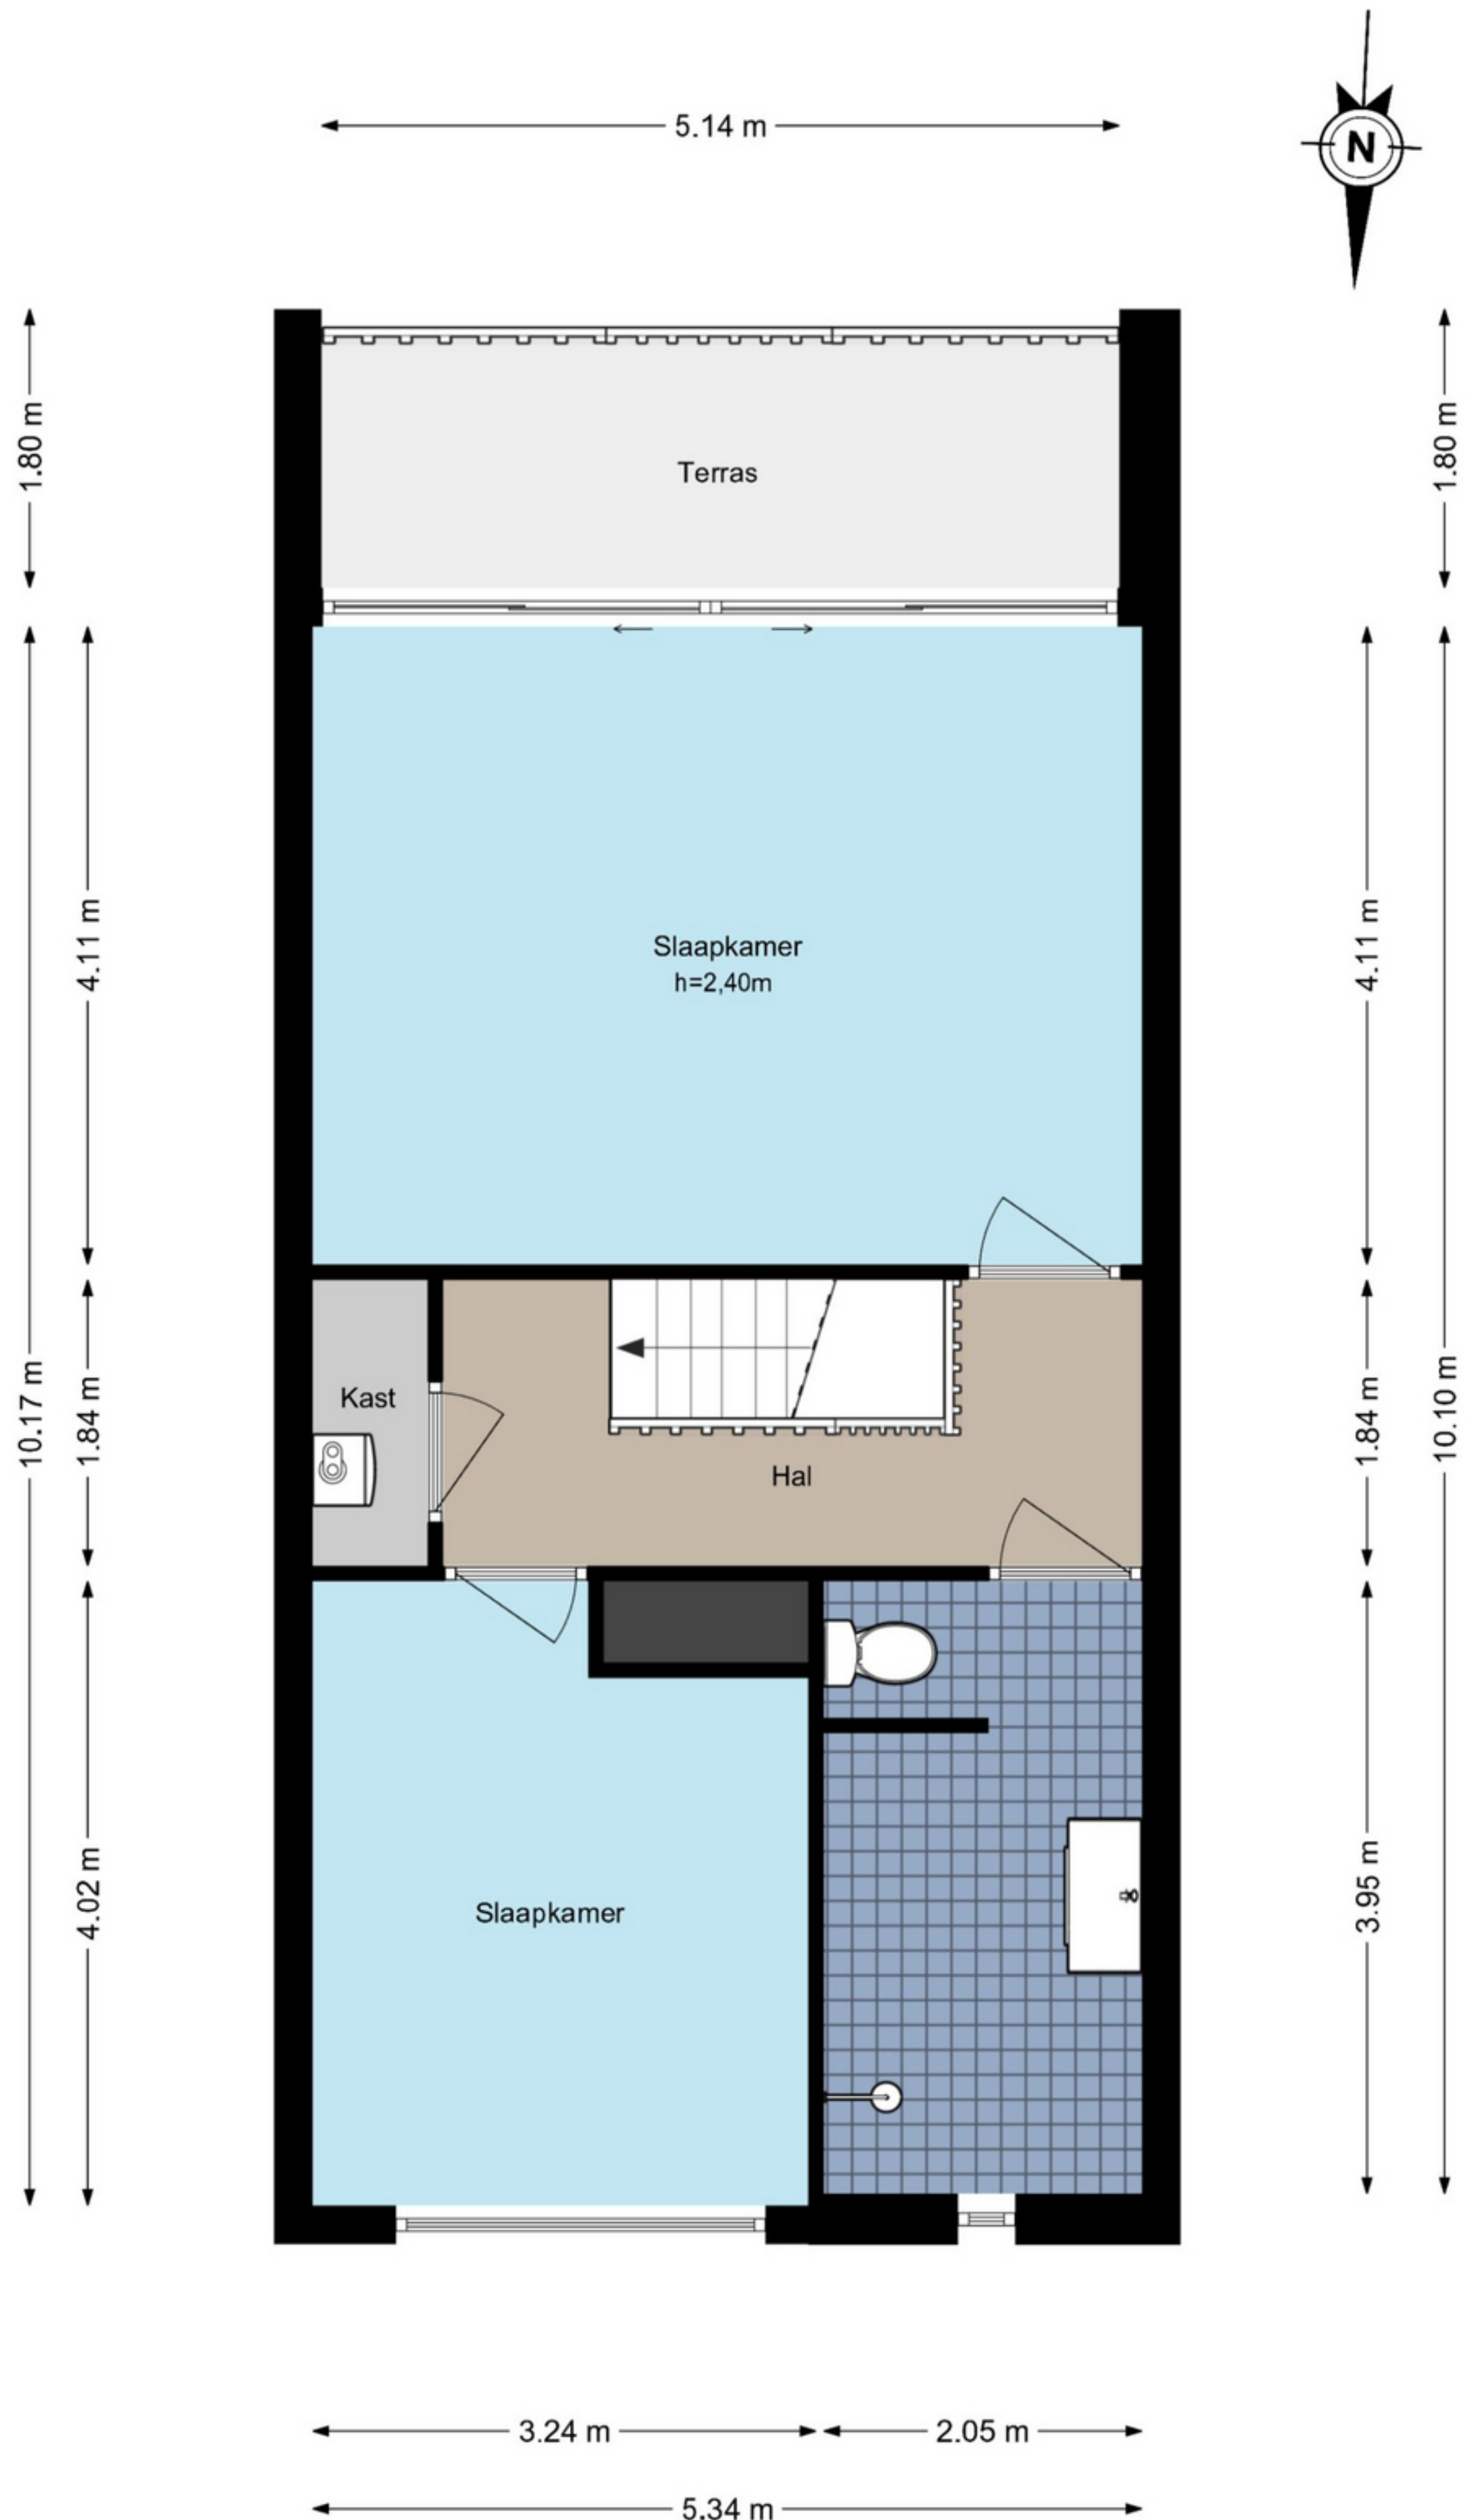 5.14 m
N
1.80 m
1.80 m
Terras
4.11 m
4.11 m
Slaapkamer
h=2,40m
10.17 m
1.84 m
Kast
Hal
1.84 m
10.10 m
4.02 m
Slaapkamer
3.95 m
3.24 m
2.05 m
5.34 m